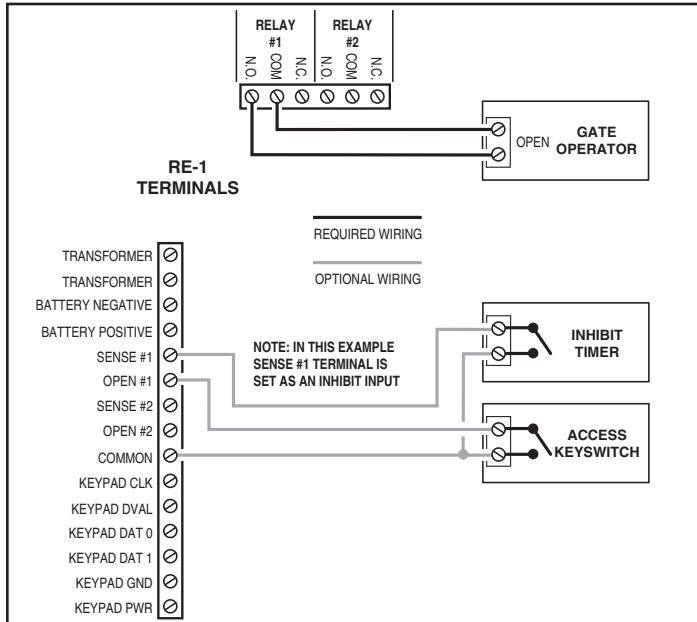 RELAY
#1
RELAY
#2
N.O.
COM
N.C.
N.O.
COM
N.C.
OPEN
GATE
OPERATOR
RE-1
TERMINALS
REQUIRED WIRING
OPTIONAL WIRING
TRANSFORMER
TRANSFORMER
BATTERY NEGATIVE
BATTERY POSITIVE
SENSE #1
OPEN #1
SENSE #2
OPEN #2
COMMON
KEYPAD CLK
KEYPAD DVAL
KEYPAD DAT 0
KEYPAD DAT 1
KEYPAD GND
KEYPAD PWR
NOTE: IN THIS EXAMPLE
SENSE #1 TERMINAL IS
SET AS AN INHIBIT INPUT
INHIBIT
TIMER
ACCESS
KEYSWITCH